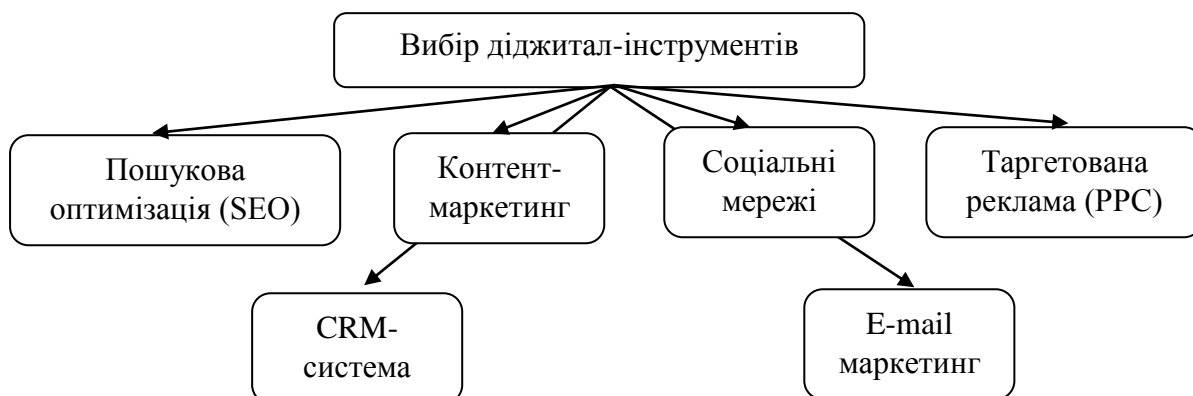 Вибір діджитал-інструментів
Пошукова
оптимізація (SEO)
Контент-
маркетинг
Соціальні
мережі
Таргетована
реклама (PPC)
CRM-
система
E-mail
маркетинг